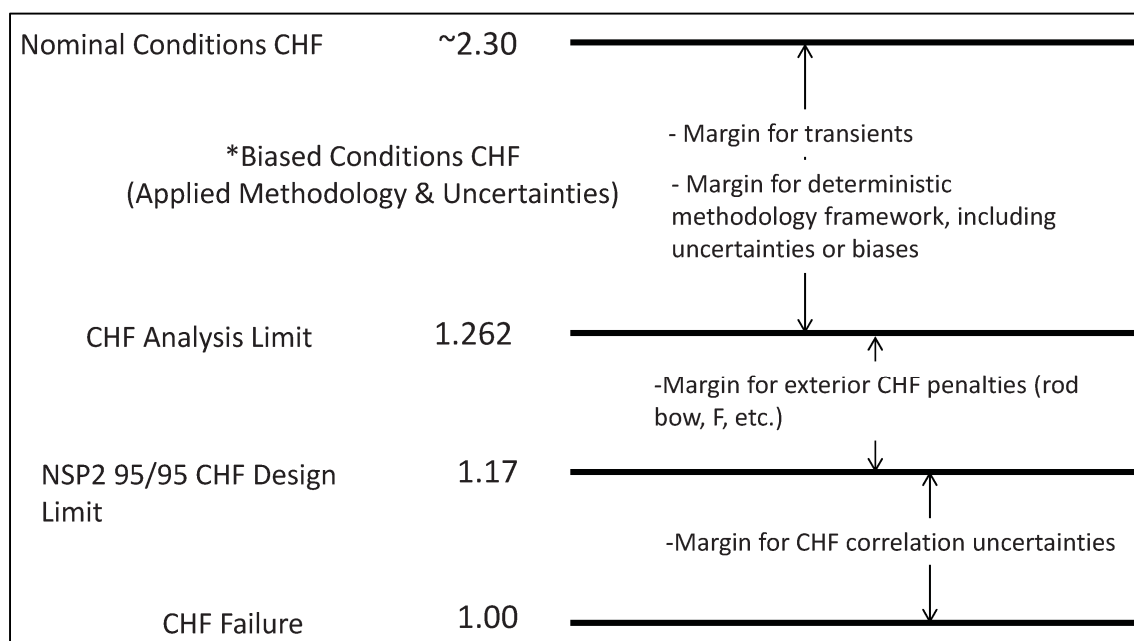 Nominal Conditions CHF ~2.30
- Margin for transients
*Biased Conditions CHF
(Applied Methodology & Uncertainties)
- Margin for deterministic
methodology framework, including
uncertainties or biases
CHF Analysis Limit 1.262
-Margin for exterior CHF penalties (rod
bow, F, etc.)
NSP2 95/95 CHF Design
Limit
1.17
-Margin for CHF correlation uncertainties
CHF Failure 1.00